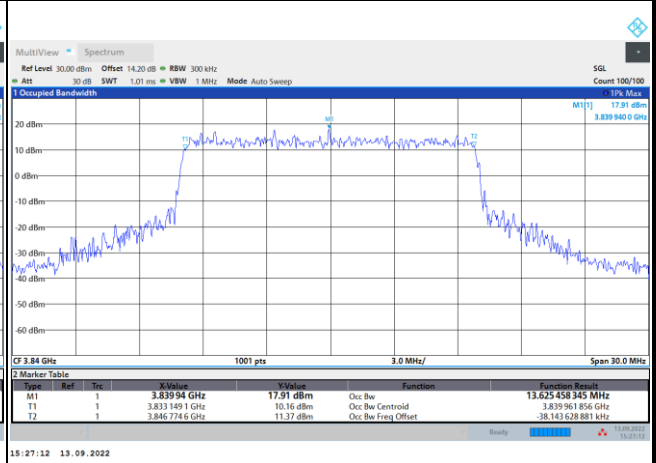 MultiView Spectrum
Ref Level 30.00 dBm Offset 14.20 dB RBW 300 kHz SGL
Att 30 dB SWT 1.01 ms VBW 1 MHz Mode Auto Sweep Count 100/100
1 Occupied Bandwidth 1Pk Max
M1[1] 17.91 dBm
3.839 940 0 GHz
M1
T1
T2
20 dBm
10 dBm
0 dBm
-10 dBm
-20 dBm
-30 dBm
-40 dBm
-50 dBm
-60 dBm
CF 3.84 GHz 1001 pts 3.0 MHz/ Span 30.0 MHz
2 Marker Table
Type Ref Trc X-Value Y-Value Function Function Result
M1 1 3.839 94 GHz 17.91 dBm Occ Bw 13.625 458 345 MHz
T1 1 3.833 149 1 GHz 10.16 dBm Occ Bw Centroid 3.839 961 856 GHz
T2 1 3.846 774 6 GHz 11.37 dBm Occ Bw Freq Offset -38.143 628 881 kHz
Ready 13.09.2022
15:27:12
15:27:12 13.09.2022